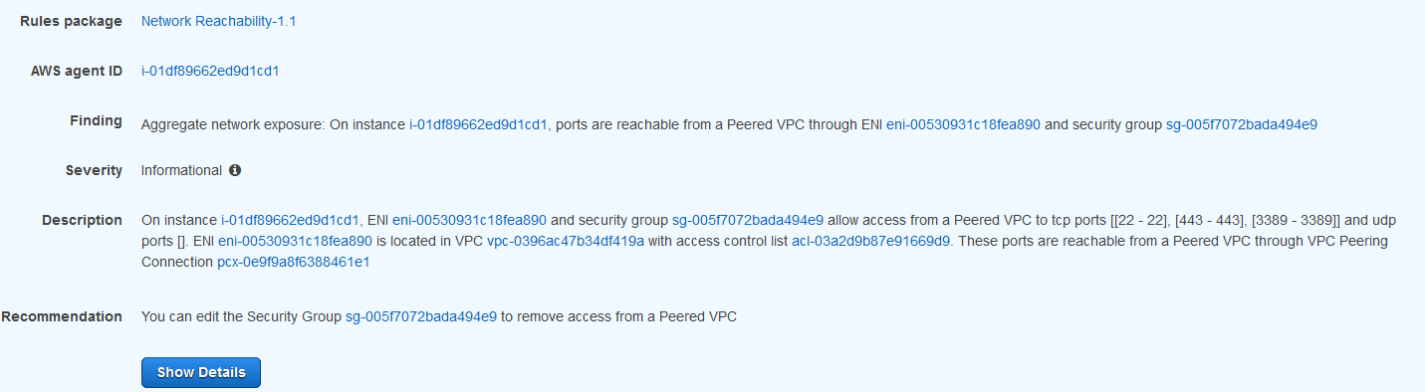 Rules package Network Reachability-1.1
AWS agent ID i-01df89662ed9d1cd1
Finding Aggregate network exposure: On instance i-01df89662ed9d1cd1, ports are reachable from a Peered VPC through ENI eni-00530931c18fea890 and security group sg-005f7072bada494e9
Severity Informational
Description On instance i-01df89662ed9d1cd1, ENI eni-00530931c18fea890 and security group sg-005f7072bada494e9 allow access from a Peered VPC to tcp ports [[22 - 22], [443 - 443], [3389 - 3389]] and udp
ports []. ENI eni-00530931c18fea890 is located in VPC vpc-0396ac47b34df419a with access control list acl-03a2d9b87e91669d9. These ports are reachable from a Peered VPC through VPC Peering
Connection pcx-0e9f9a8f6388461e1
Recommendation You can edit the Security Group sg-005f7072bada494e9 to remove access from a Peered VPC
Show Details